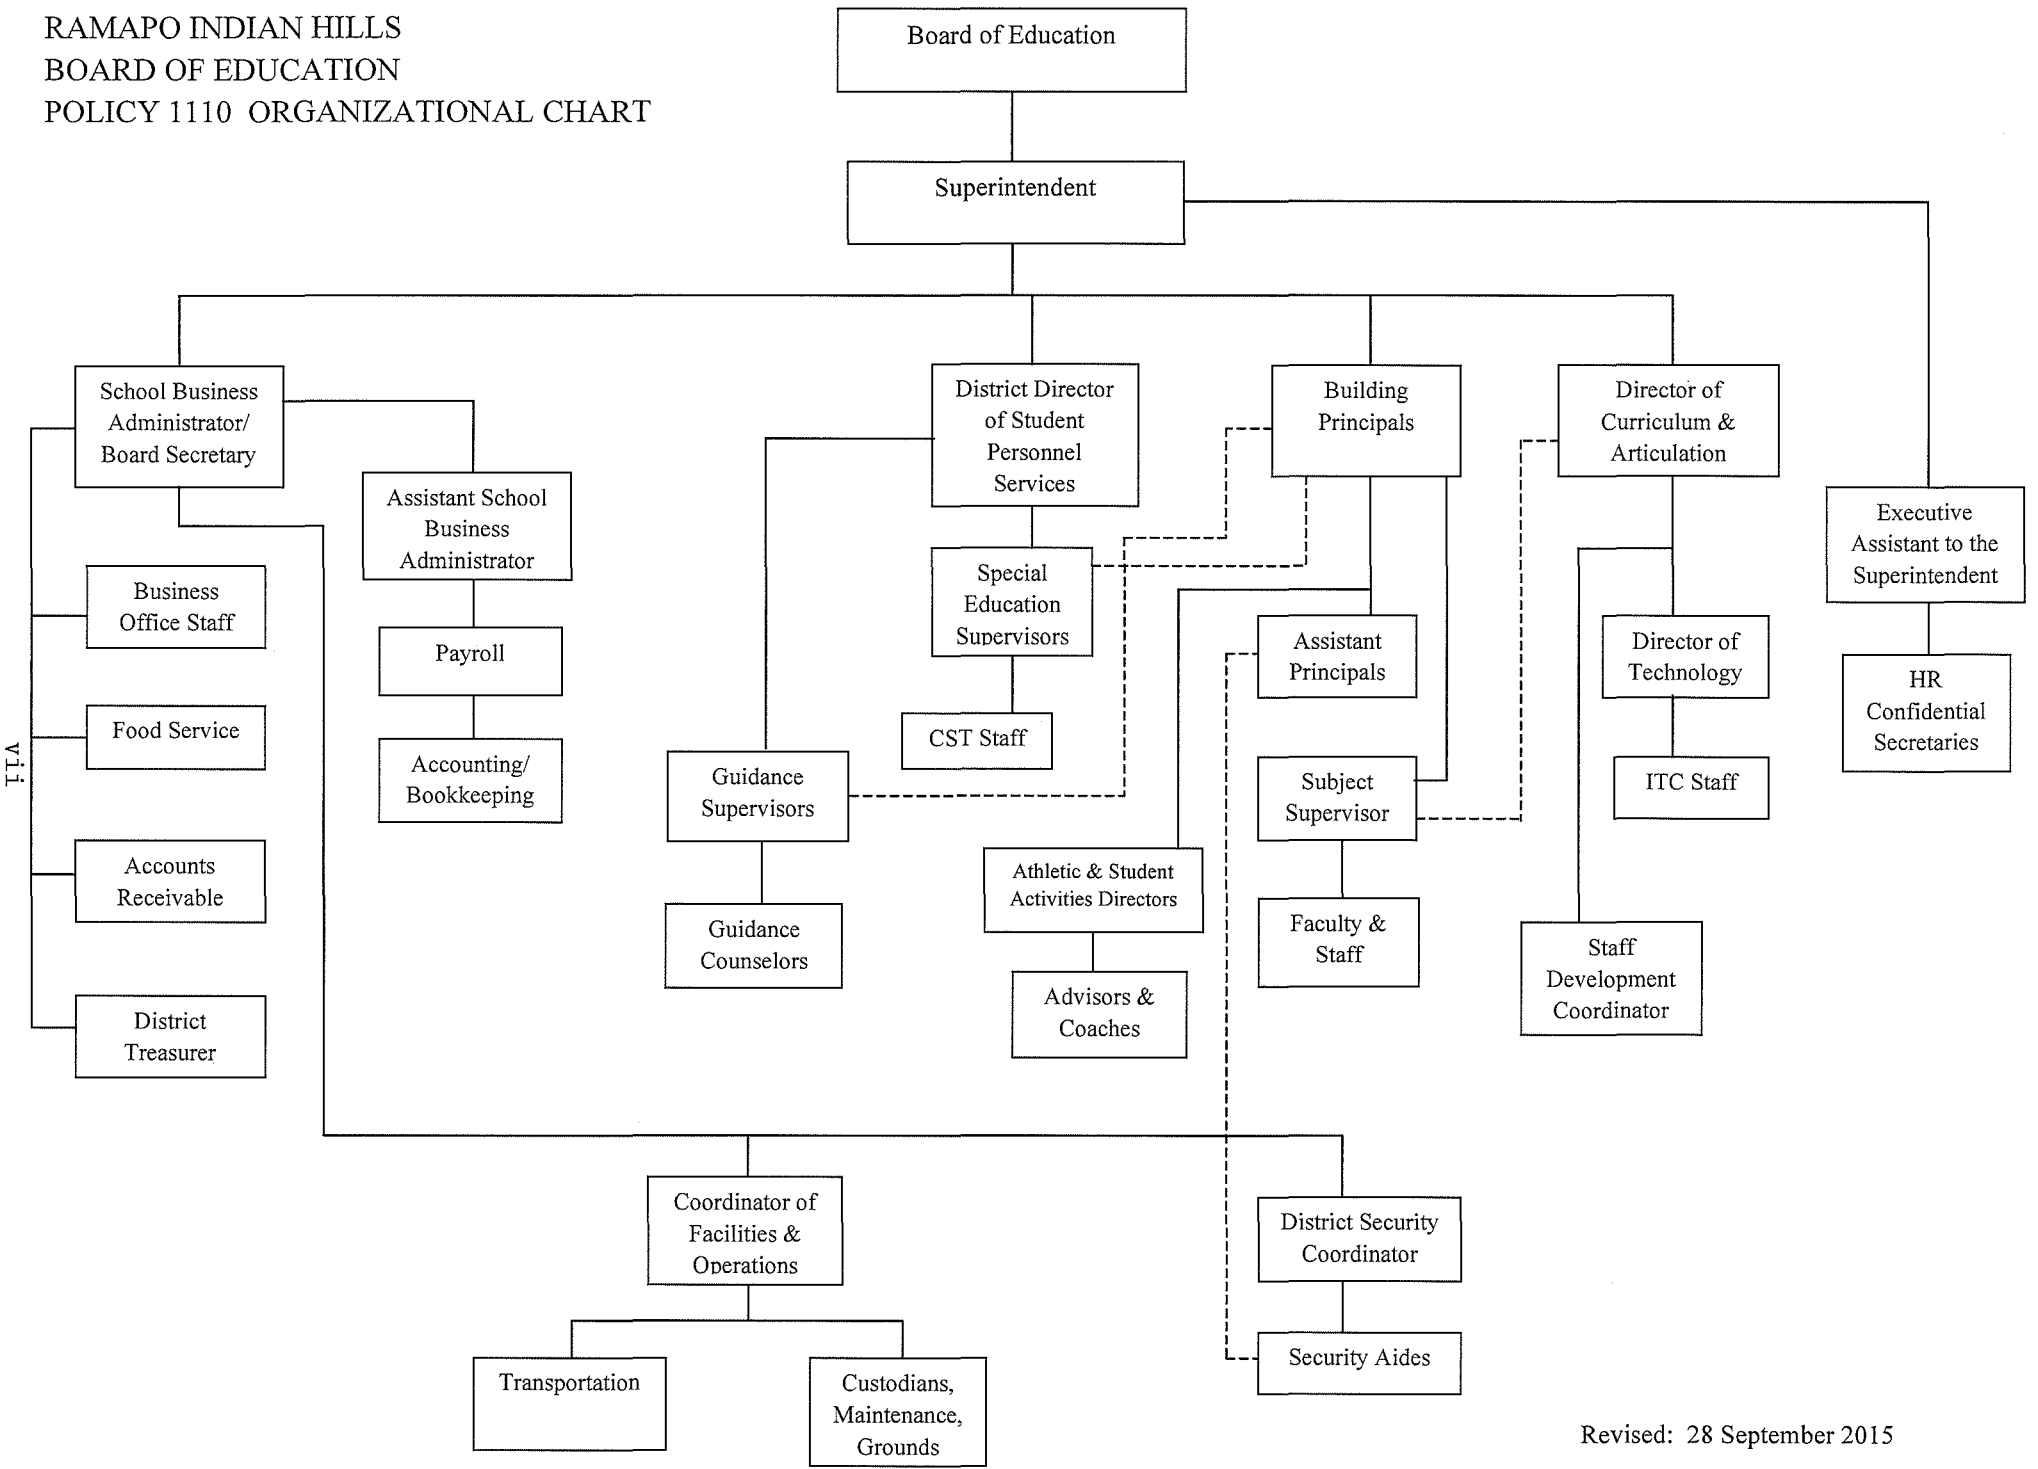 RAMAPO INDIAN HILLS
BOARD OF EDUCATION
POLICY 1110 ORGANIZATIONAL CHART
Board of Education
Superintendent
School Business
Administrator/
Board Secretary
District Director
of Student
Personnel
Services
Building
Principals
Director of
Curriculum &
Articulation
Assistant School
Business
Administrator
Executive
Assistant to the
Superintendent
Business
Office Staff
Special
Education
Supervisors
Assistant
Principals
Director of
Technology
Payroll
HR
Confidential
Secretaries
Food Service
CST Staff
vii
Accounting/
Bookkeeping
Guidance
Supervisors
Subject
Supervisor
ITC Staff
Accounts
Receivable
Athletic & Student
Activities Directors
Guidance
Counselors
Faculty &
Staff
Staff
Development
Coordinator
Advisors &
Coaches
District
Treasurer
Coordinator of
Facilities &
Operations
District Security
Coordinator
Transportation
Custodians,
Maintenance,
Grounds
Security Aides
Revised: 28 September 2015